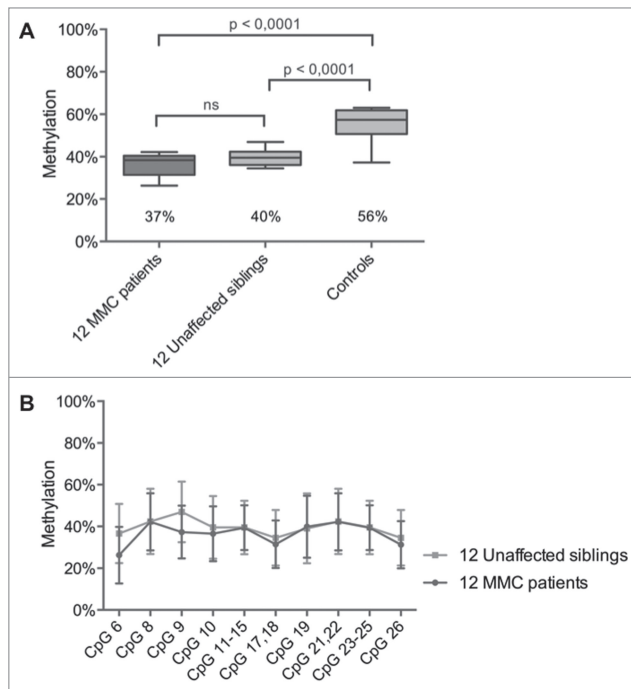 A
p < 0,0001
p < 0,0001
ns
Methylation
100%
80%
60%
40%
20%
0%
37%
40%
56%
12 MMC patients
12 Unaffected siblings
Controls
B
Methylation
100%
80%
60%
40%
20%
0%
12 Unaffected siblings
12 MMC patients
CpG 6
CpG 8
CpG 9
CpG 10
CpG 11-15
CpG 17,18
CpG 19
CpG 21,22
CpG 23-25
CpG 26